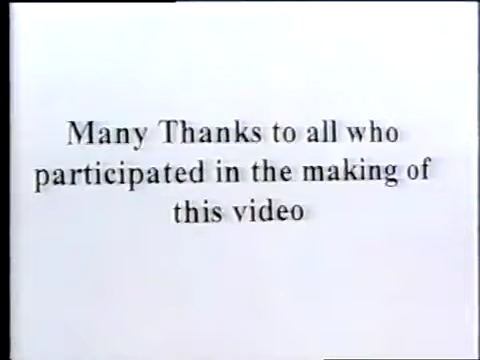 Many Thanks to all who
participated in the making of
this video